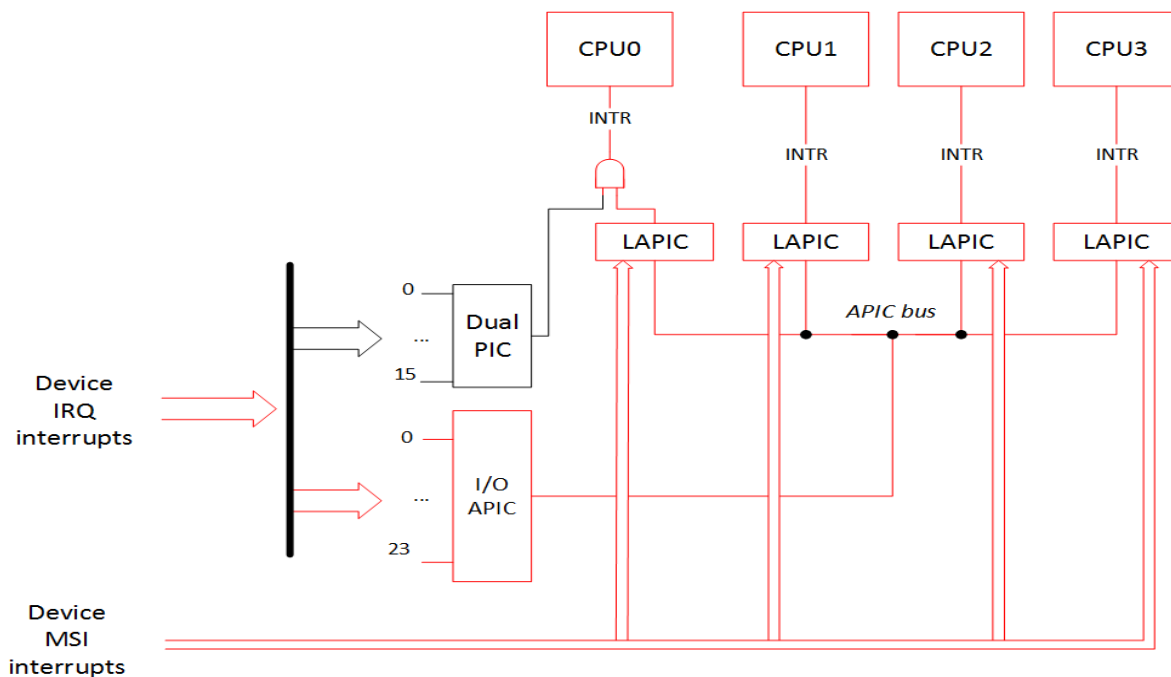 CPU0
CPU1
CPU2
CPU3
INTR
INTR
INTR
INTR
LAPIC
LAPIC
LAPIC
LAPIC
APIC bus
0
...
15
Dual
PIC
Device
IRQ
interrupts
0
...
23
I/O
APIC
Device
MSI
interrupts